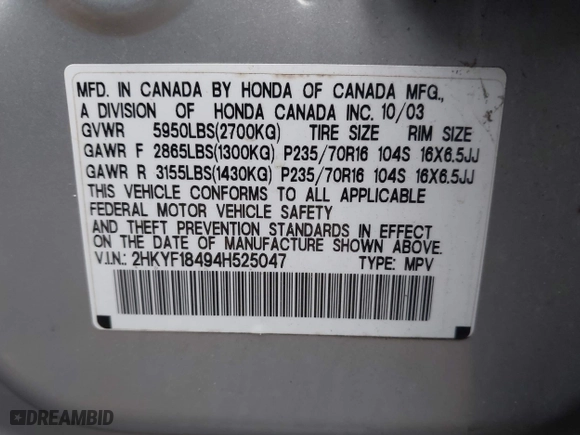 MFD. IN CANADA BY HONDA OF CANADA MFG.,
A DIVISION OF HONDA CANADA INC. 10/03
GVWR 5950LBS(2700KG) TIRE SIZE RIM SIZE
GAWR F 2865LBS(1300KG) P235/70R16 104S 16X6.5JJ
GAWR R 3155LBS(1430KG) P235/70R16 104S 16X6.5JJ
THIS VEHICLE CONFORMS TO ALL APPLICABLE
FEDERAL MOTOR VEHICLE SAFETY
AND THEFT PREVENTION STANDARDS IN EFFECT
ON THE DATE OF MANUFACTURE SHOWN ABOVE.
V.I.N.: 2HKYF18494H525047 TYPE: MPV
DREAMBID